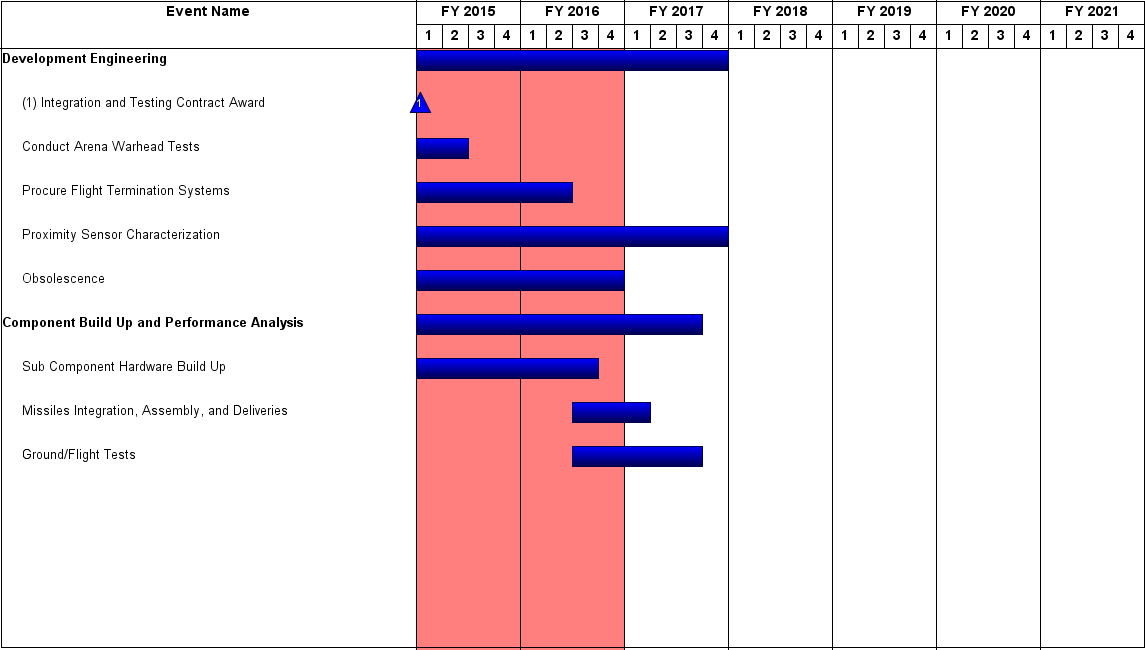 Event Name FY 2015 FY 2016 FY 2017 FY 2018 FY 2019 FY 2020 FY 2021
1 2 3 4 1 2 3 4 1 2 3 4 1 2 3 4 1 2 3 4 1 2 3 4 1 2 3 4
Development Engineering
(1) Integration and Testing Contract Award 1
Conduct Arena Warhead Tests
Procure Flight Termination Systems
Proximity Sensor Characterization
Obsolescence
Component Build Up and Performance Analysis
Sub Component Hardware Build Up
Missiles Integration, Assembly, and Deliveries
Ground/Flight Tests